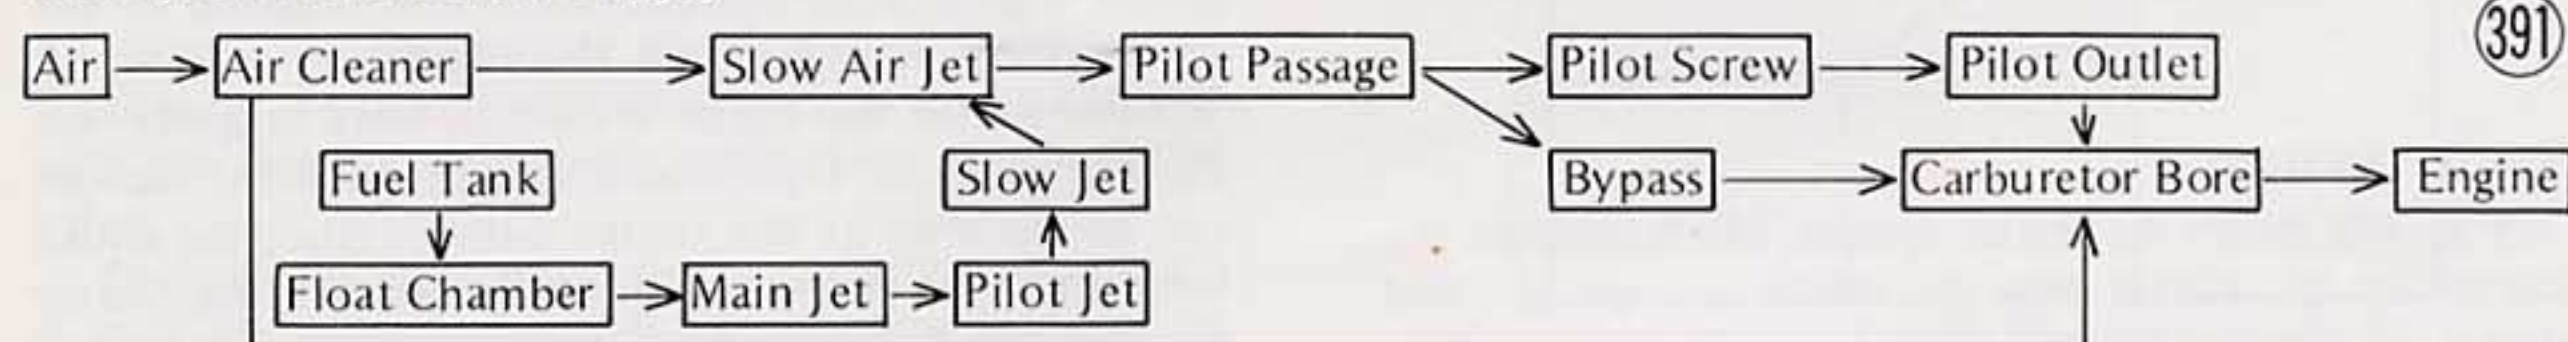 Air Air Cleaner Slow Air Jet Pilot Passage Pilot Screw Pilot Outlet 391
Fuel Tank Slow Jet Bypass Carburetor Bore Engine
Float Chamber Main Jet Pilot Jet